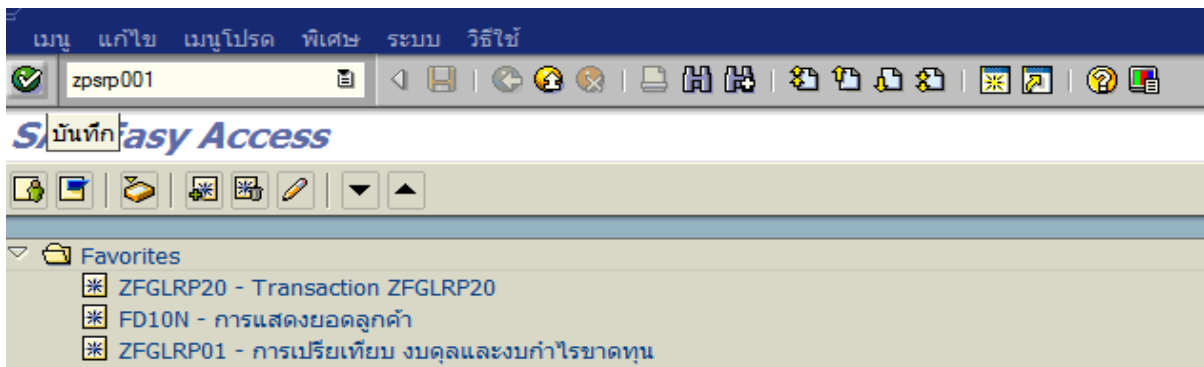 เมนู แก้ไข เมนูโปรด พิเศษ ระบบ วิธีใช้
zpsrp001
บันทึก
Easy Access
Favorites
ZFGLRP20 - Transaction ZFGLRP20
FD10N - การแสดงยอดลูกค้า
ZFGLRP01 - การเปรียเทียบ งบดุลและงบกำไรขาดทุน